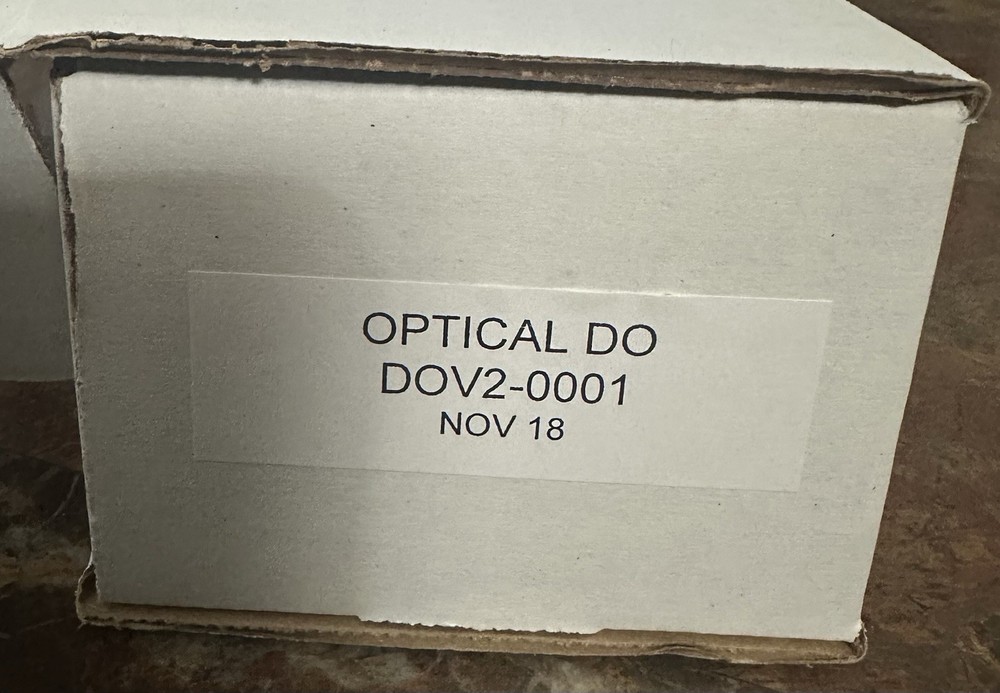 OPTICAL DO
DOV2-0001
NOV 18